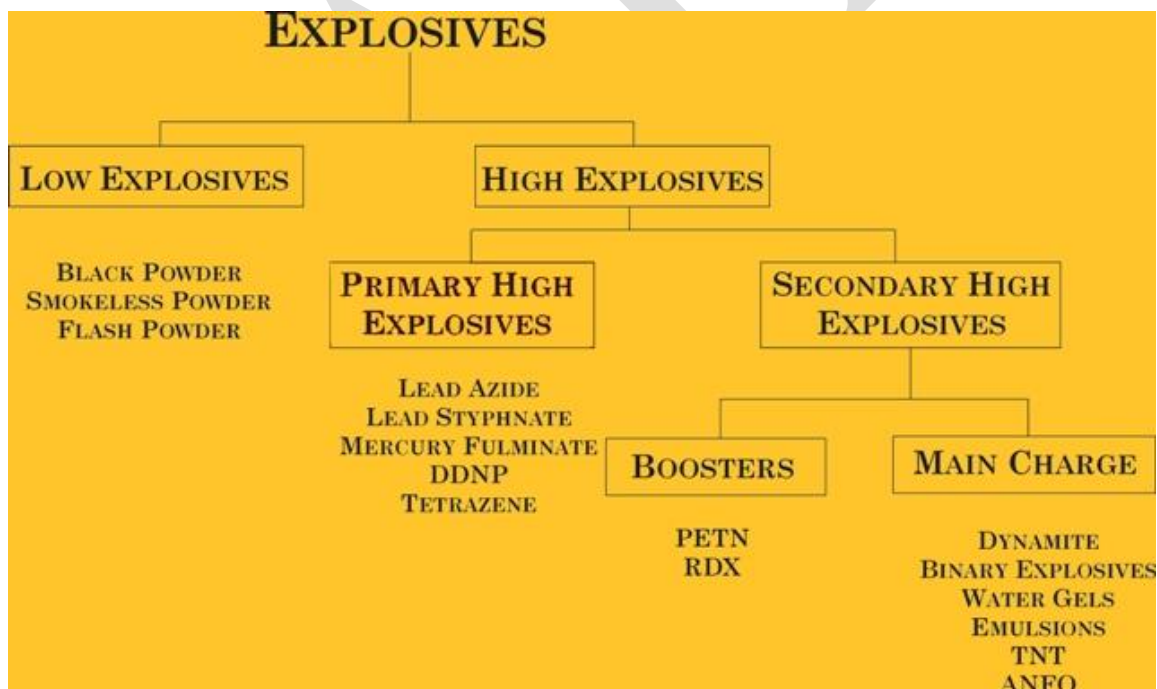 EXPLOSIVES
LOW EXPLOSIVES
HIGH EXPLOSIVES
BLACK POWDER
SMOKELESS POWDER
FLASH POWDER
PRIMARY HIGH
EXPLOSIVES
SECONDARY HIGH
EXPLOSIVES
LEAD AZIDE
LEAD STYPHNATE
MERCURY FULMINATE
DDNP
TETRAZENE
BOOSTERS
MAIN CHARGE
PETN
RDX
DYNAMITE
BINARY EXPLOSIVES
WATER GELS
EMULSIONS
TNT
ANFO